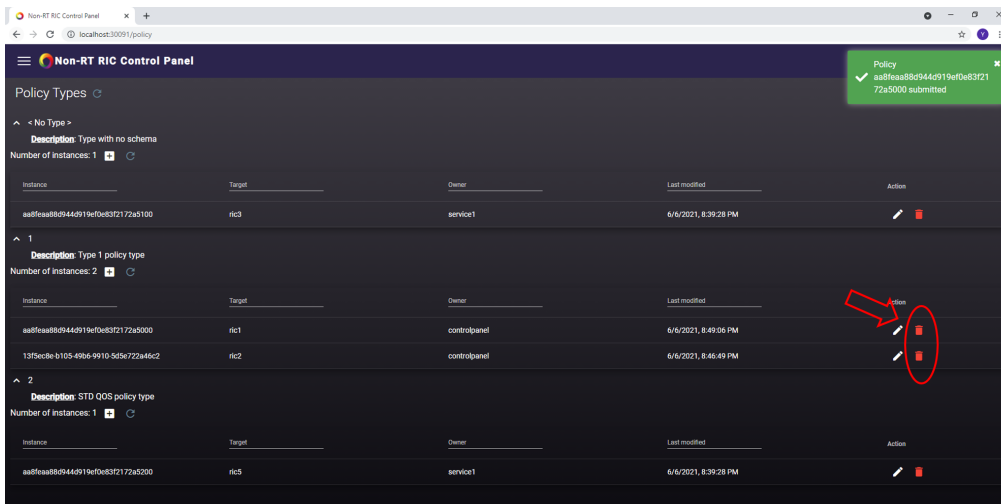 Non-RT RIC Control Panel
localhost:30091/policy
Y
Non-RT RIC Control Panel
Policy
aa8feaa88d944d919ef0e83f21
72a5000 submitted
Policy Types
< No Type >
Description: Type with no schema
Number of instances: 1
Instance Target Owner Last modified Action
aa8feaa88d944d919ef0e83f2172a5100 ric3 service1 6/6/2021, 8:39:28 PM
1
Description: Type 1 policy type
Number of instances: 2
Instance Target Owner Last modified Action
aa8feaa88d944d919ef0e83f2172a5000 ric1 controlpanel 6/6/2021, 8:49:06 PM
13f5ec8e-b105-49b6-9910-5d5e722a46c2 ric2 controlpanel 6/6/2021, 8:46:49 PM
2
Description: STD QOS policy type
Number of instances: 1
Instance Target Owner Last modified Action
aa8feaa88d944d919ef0e83f2172a5200 ric5 service1 6/6/2021, 8:39:28 PM